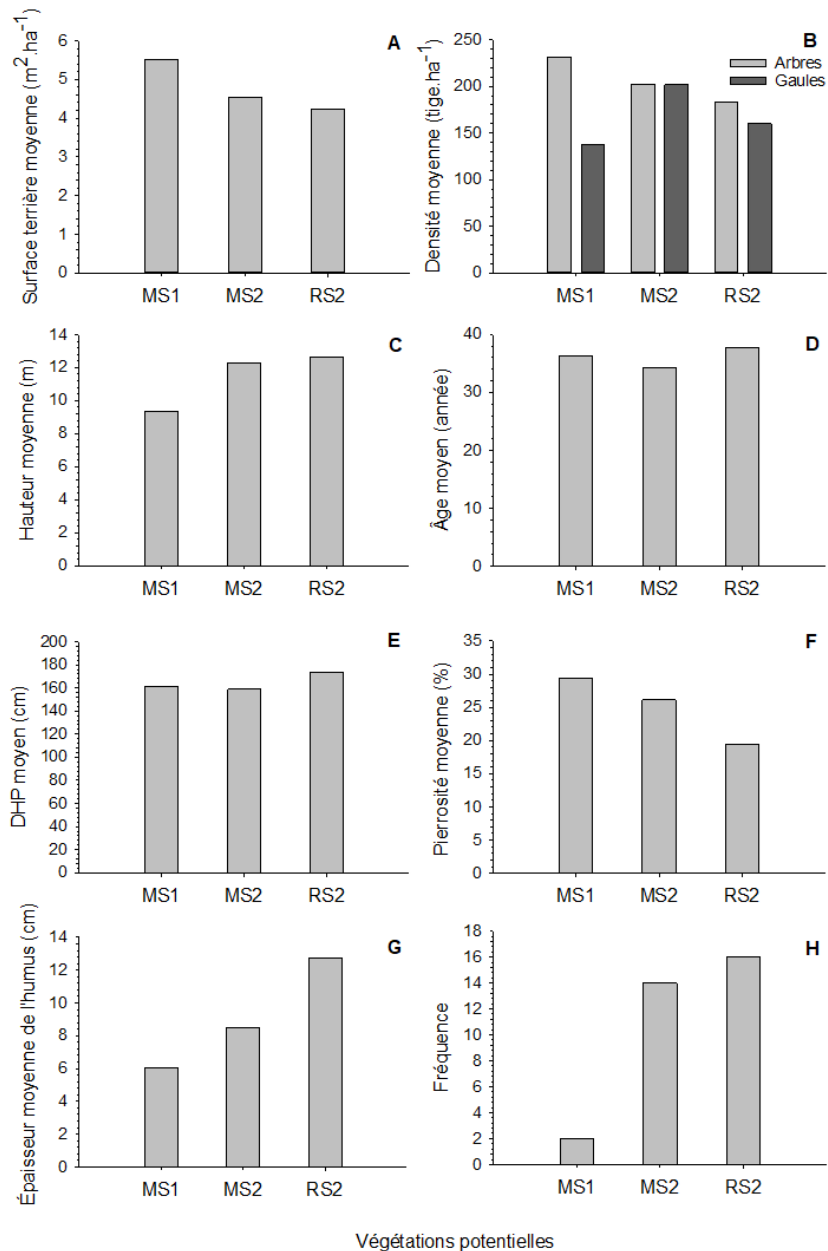 A
Surface terrière moyenne (m².ha⁻¹)
6
5
4
3
2
1
0
MS1 MS2 RS2
B
Arbres
Gaules
Densité moyenne (tige.ha⁻¹)
250
200
150
100
50
0
MS1 MS2 RS2
C
Hauteur moyenne (m)
14
12
10
8
6
4
2
0
MS1 MS2 RS2
D
Âge moyen (année)
40
30
20
10
0
MS1 MS2 RS2
E
DHP moyen (cm)
200
180
160
140
120
100
80
60
40
20
0
MS1 MS2 RS2
F
Pierrosité moyenne (%)
35
30
25
20
15
10
5
0
MS1 MS2 RS2
G
Épaisseur moyenne de l'humus (cm)
14
12
10
8
6
4
2
0
MS1 MS2 RS2
H
Fréquence
18
16
14
12
10
8
6
4
2
0
MS1 MS2 RS2
Végétations potentielles